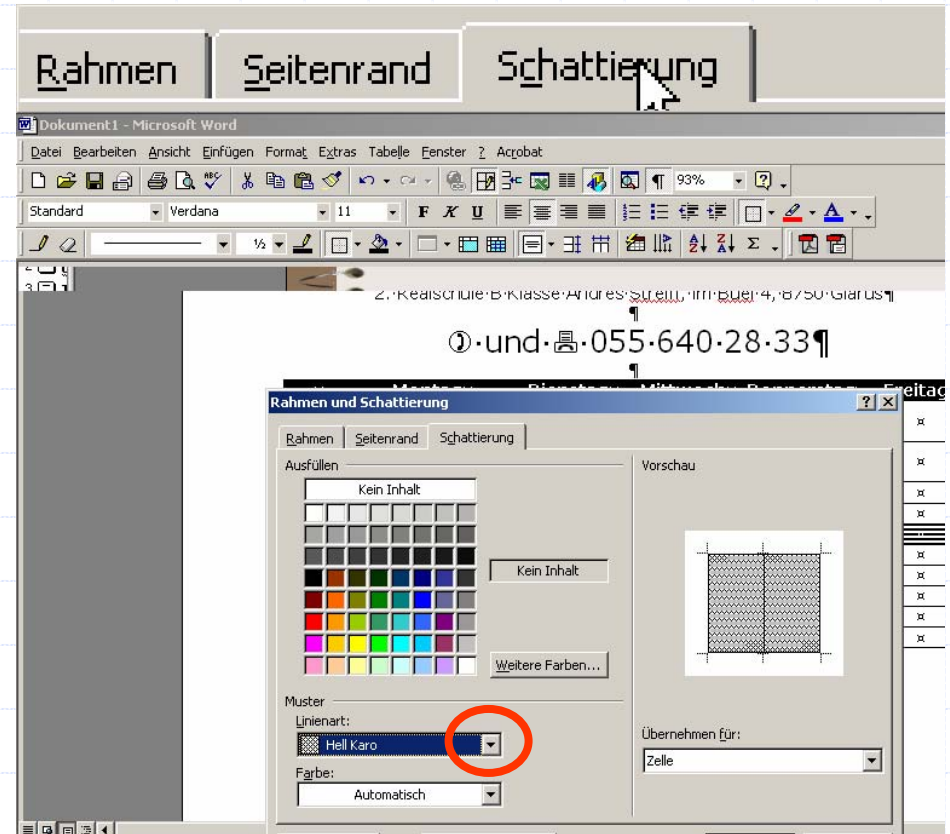 Rahmen Seitenrand Schattierung
Dokument1 - Microsoft Word
Datei Bearbeiten Ansicht Einfügen Format Extras Tabelle Fenster ? Acrobat
93%
Standard Verdana 11 F K U
½
2.·Realschule·B·Klasse·Andres·Streiff,·Im·Büel·4,·8750·Glarus¶
¶
·und··055·640·28·33¶
¶
Montag Dienstag Mittwoch Donnerstag Freitag
Rahmen und Schattierung
Rahmen Seitenrand Schattierung
Ausfüllen
Kein Inhalt
Kein Inhalt
Weitere Farben...
Muster
Linienart:
Hell Karo
Farbe:
Automatisch
Vorschau
Übernehmen für:
Zelle